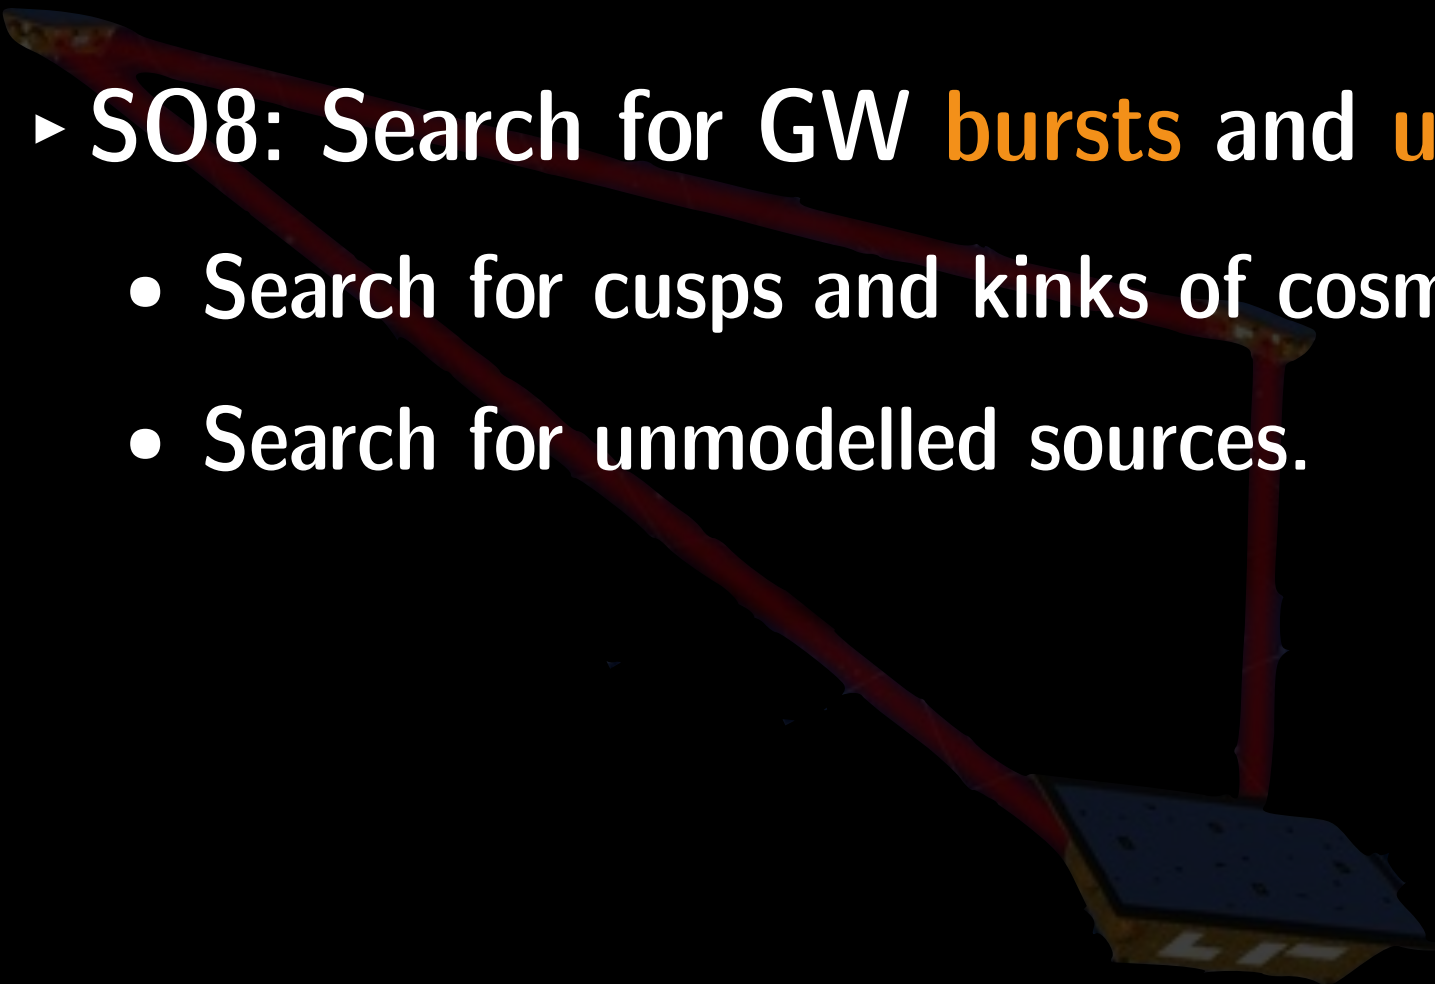 ▸ SO8: Search for GW bursts and
• Search for cusps and kinks of
• Search for unmodelled sources.